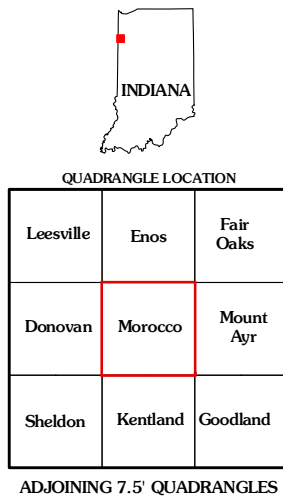 INDIANA
QUADRANGLE LOCATION
Leesville
Enos
Fair
Oaks
Donovan
Morocco
Mount
Ayr
Sheldon
Kentland
Goodland
ADJOINING 7.5' QUADRANGLES